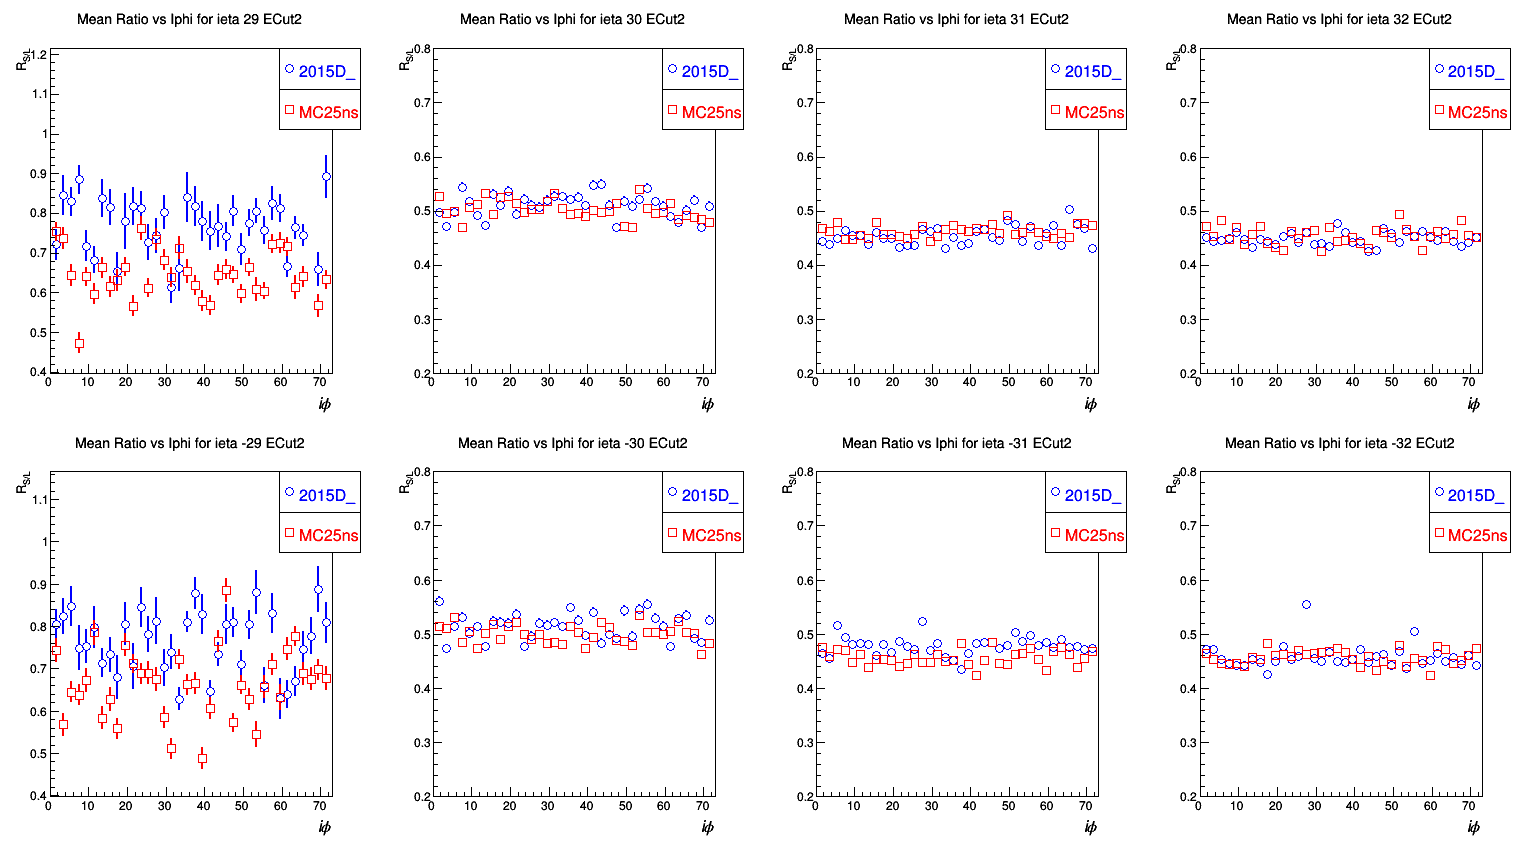 Mean Ratio vs Iphi for ieta 29 ECut2
R_S/L
1.2
1.1
1
0.9
0.8
0.7
0.6
0.5
0.4
0 10 20 30 40 50 60 70
iϕ
2015D_
MC25ns
Mean Ratio vs Iphi for ieta 30 ECut2
R_S/L
0.8
0.7
0.6
0.5
0.4
0.3
0.2
0 10 20 30 40 50 60 70
iϕ
2015D_
MC25ns
Mean Ratio vs Iphi for ieta 31 ECut2
R_S/L
0.8
0.7
0.6
0.5
0.4
0.3
0.2
0 10 20 30 40 50 60 70
iϕ
2015D_
MC25ns
Mean Ratio vs Iphi for ieta 32 ECut2
R_S/L
0.8
0.7
0.6
0.5
0.4
0.3
0.2
0 10 20 30 40 50 60 70
iϕ
2015D_
MC25ns
Mean Ratio vs Iphi for ieta -29 ECut2
R_S/L
1.1
1
0.9
0.8
0.7
0.6
0.5
0.4
0 10 20 30 40 50 60 70
iϕ
2015D_
MC25ns
Mean Ratio vs Iphi for ieta -30 ECut2
R_S/L
0.8
0.7
0.6
0.5
0.4
0.3
0.2
0 10 20 30 40 50 60 70
iϕ
2015D_
MC25ns
Mean Ratio vs Iphi for ieta -31 ECut2
R_S/L
0.8
0.7
0.6
0.5
0.4
0.3
0.2
0 10 20 30 40 50 60 70
iϕ
2015D_
MC25ns
Mean Ratio vs Iphi for ieta -32 ECut2
R_S/L
0.8
0.7
0.6
0.5
0.4
0.3
0.2
0 10 20 30 40 50 60 70
iϕ
2015D_
MC25ns